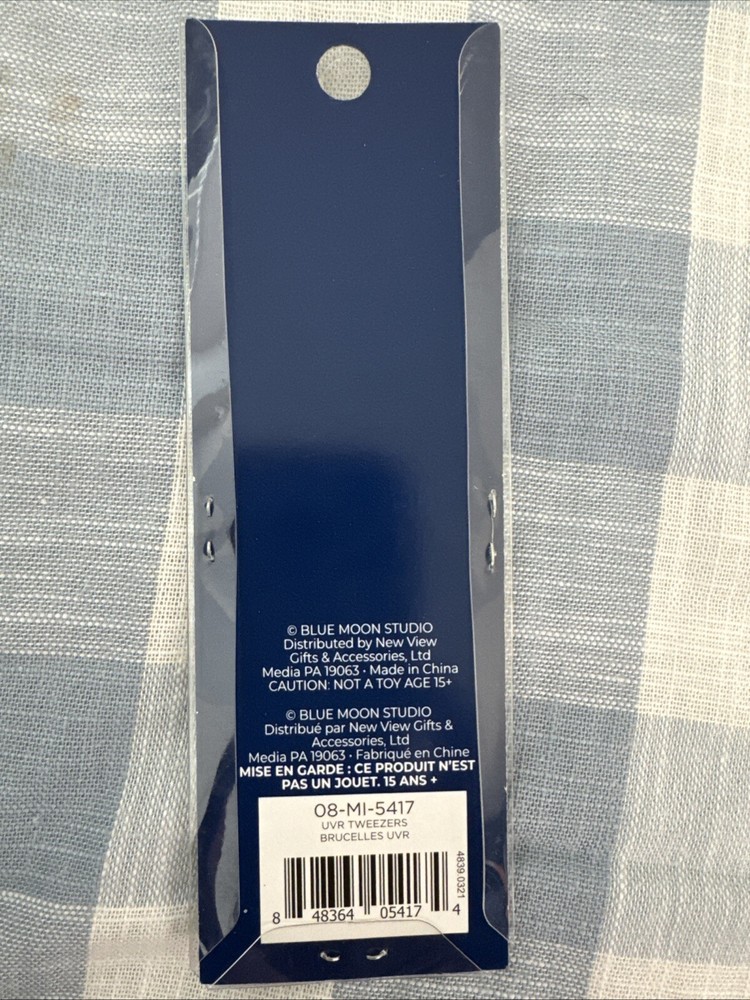 © BLUE MOON STUDIO
Distributed by New View
Gifts & Accessories, Ltd
Media PA 19063 · Made in China
CAUTION: NOT A TOY AGE 15+
© BLUE MOON STUDIO
Distribué par New View Gifts &
Accessories, Ltd
Media PA 19063 · Fabriqué en Chine
MISE EN GARDE : CE PRODUIT N'EST
PAS UN JOUET. 15 ANS +
08-MI-5417
UVR TWEEZERS
BRUCELLES UVR
4839 0321
8 48364 05417 4